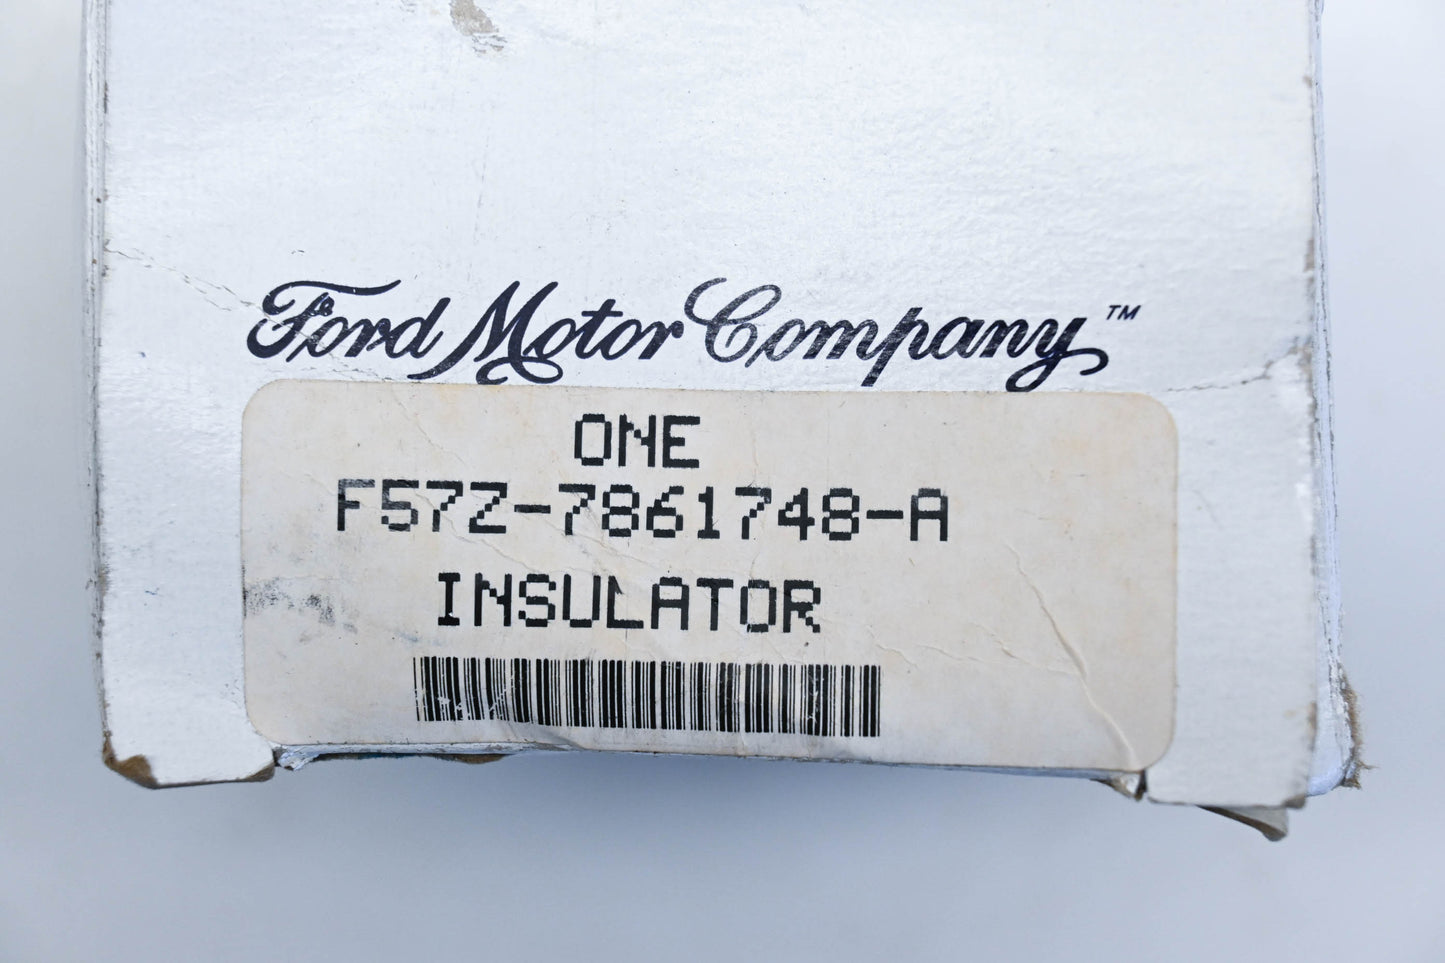 Ford Motor Company™
ONE
F57Z-7861748-A
INSULATOR